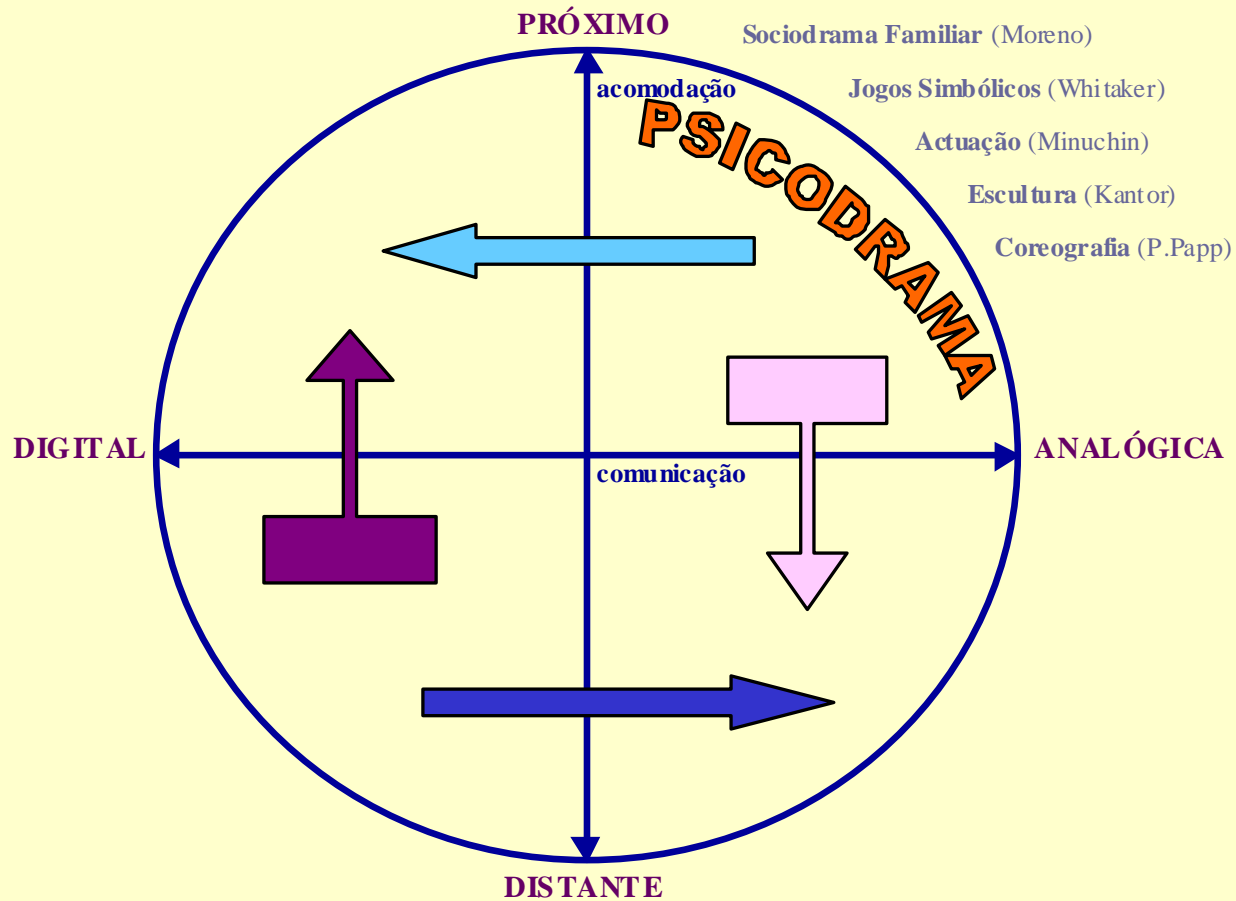 PRÓXIMO
Sociodrama Familiar (Moreno)
acomodação
Jogos Simbólicos (Whitaker)
PSICODRAMA
Actuação (Minuchin)
Escultura (Kantor)
Coreografia (P.Papp)
DIGITAL
ANALÓGICA
comunicação
DISTANTE